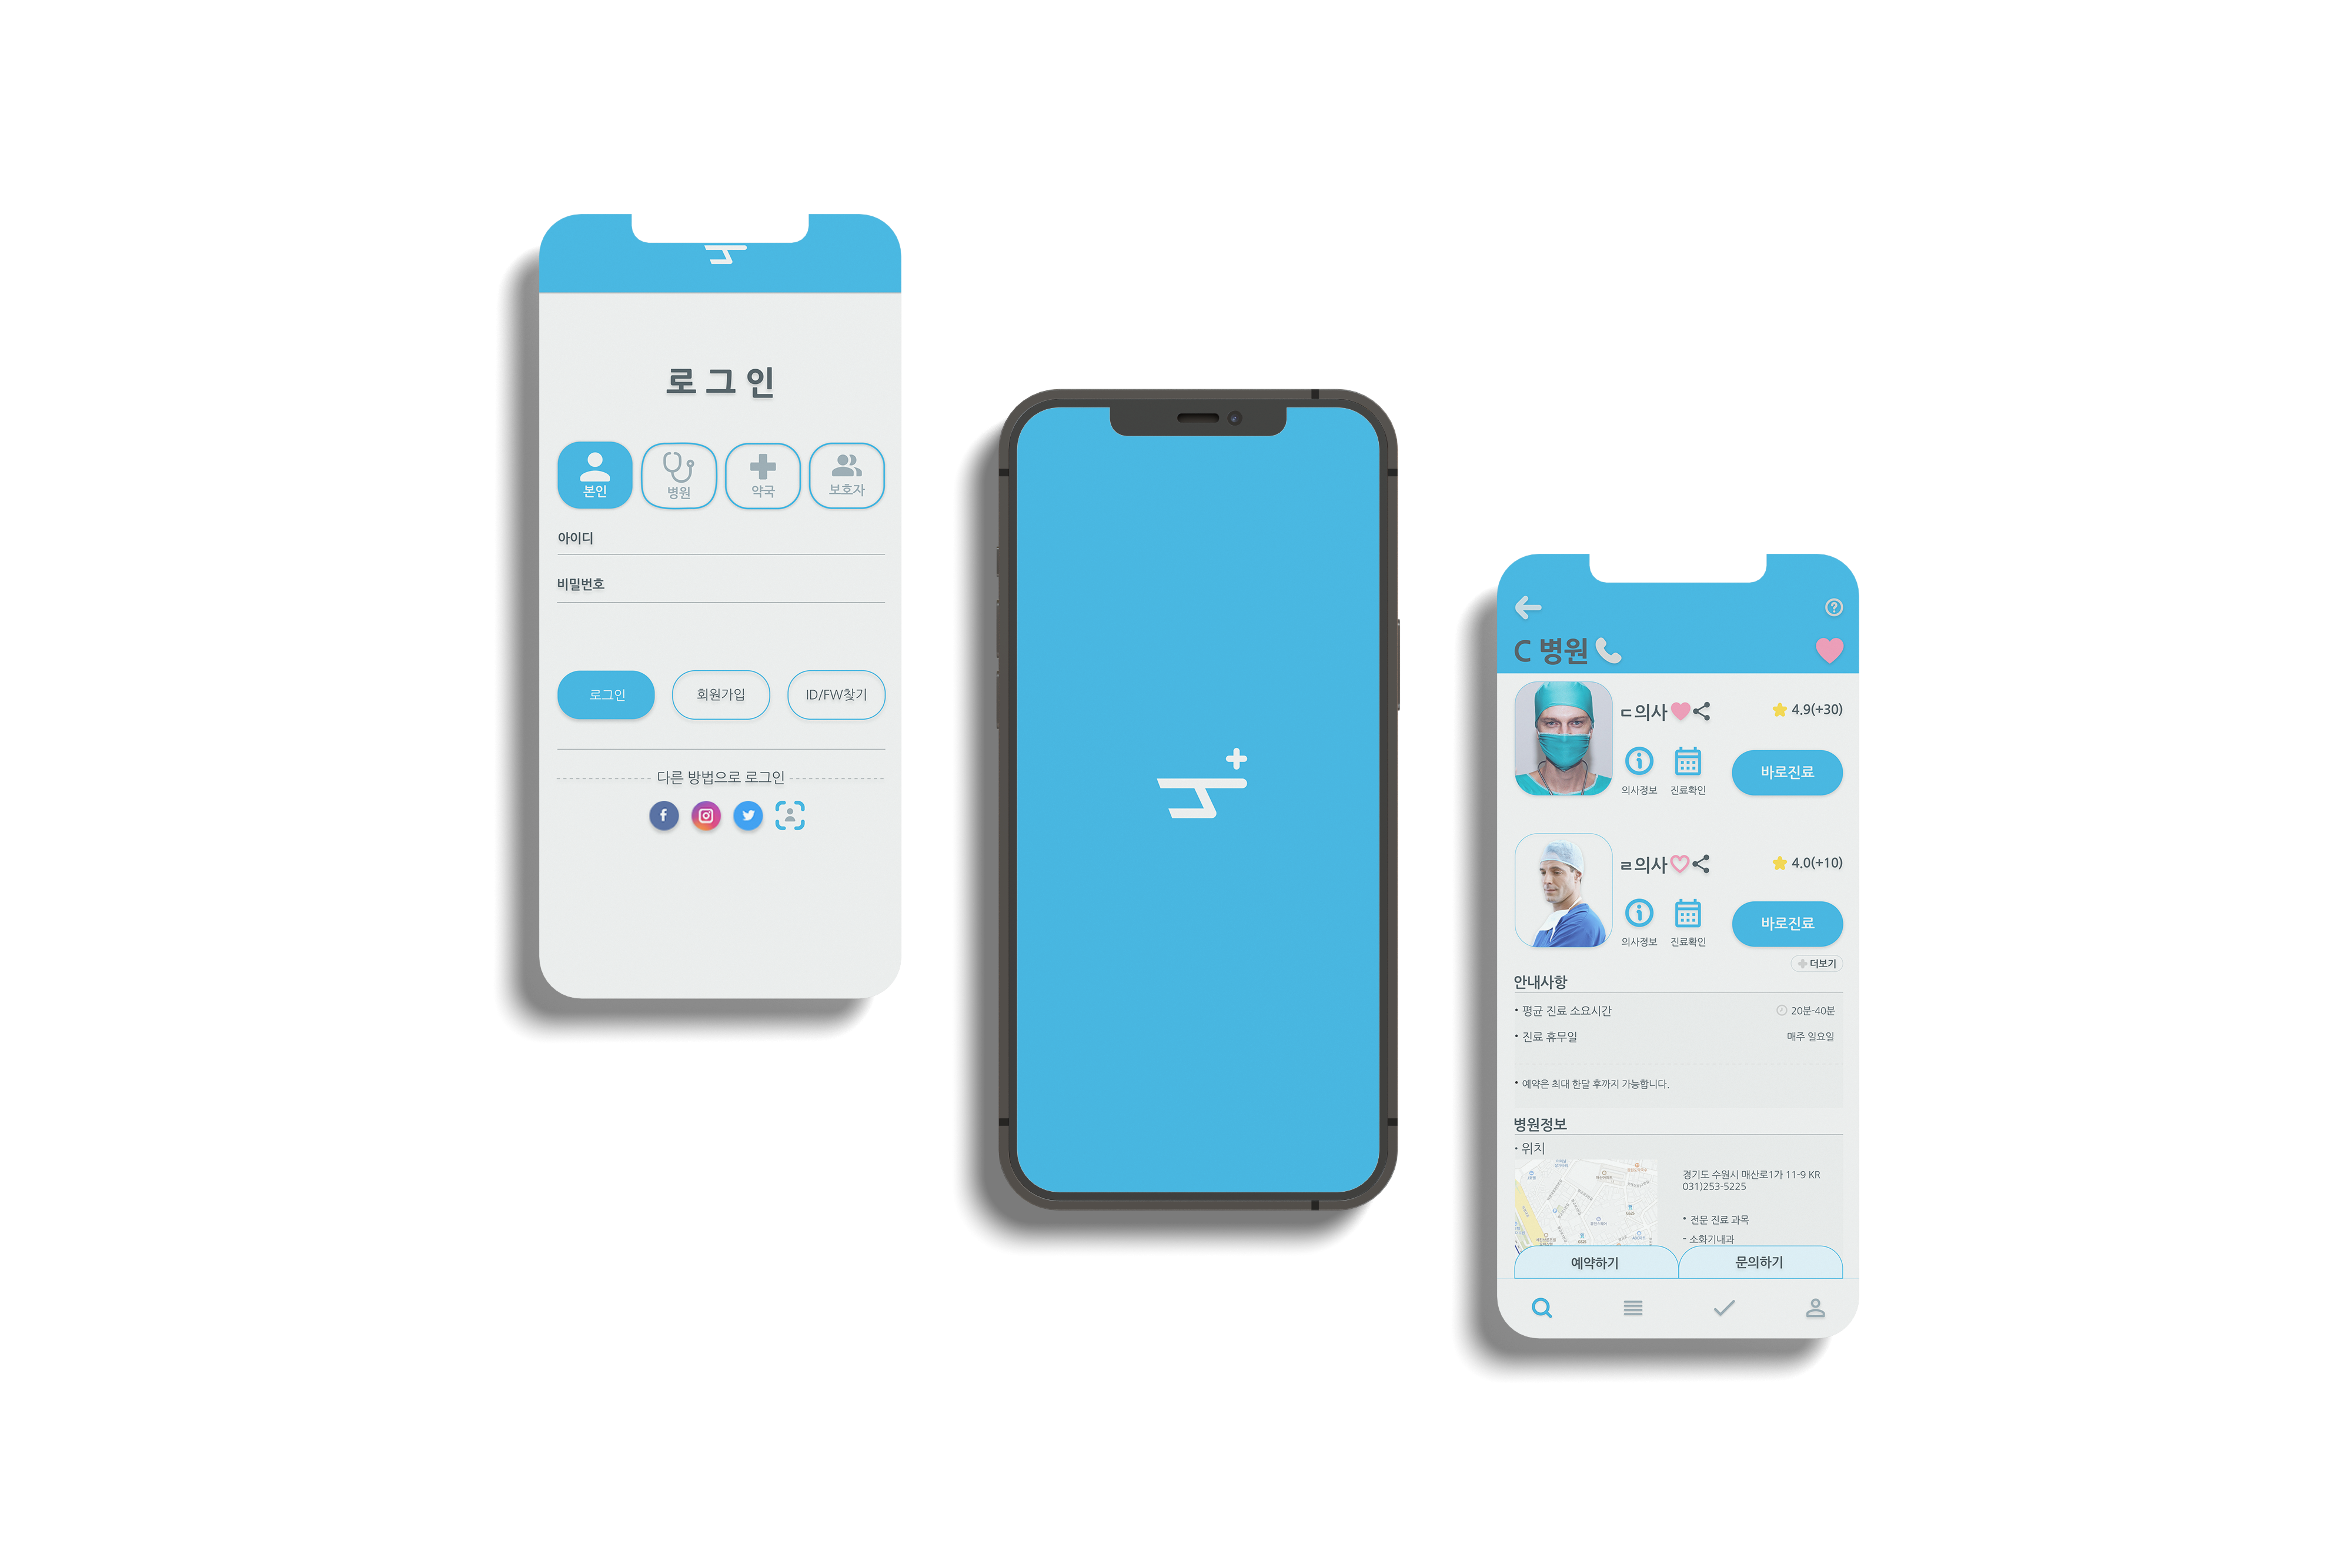 로그인
본인
병원
약국
보호자
아이디
비밀번호
로그인
회원가입
ID/FW찾기
다른 방법으로 로그인
C 병원
ㄷ의사
4.9(+30)
의사정보
진료확인
바로진료
ㄹ의사
4.0(+10)
의사정보
진료확인
바로진료
더보기
안내사항
• 평균 진료 소요시간
20분-40분
• 진료 휴무일
매주 일요일
• 예약은 최대 한달 후까지 가능합니다.
병원정보
• 위치
경기도 수원시 매산로1가 11-9 KR
031)253-5225
• 전문 진료 과목
- 소화기내과
예약하기
문의하기